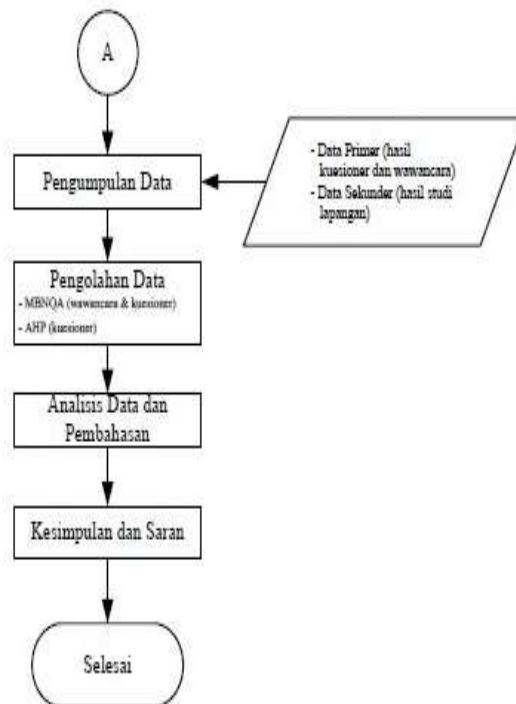 A
Pengumpulan Data
- Data Primer (hasil
kuesioner dan wawancara)
- Data Sekunder (hasil studi
lapangan)
Pengolahan Data
- MBNQA (wawancara & kuesioner)
- AHP (kuesioner)
Analisis Data dan
Pembahasan
Kesimpulan dan Saran
Selesai